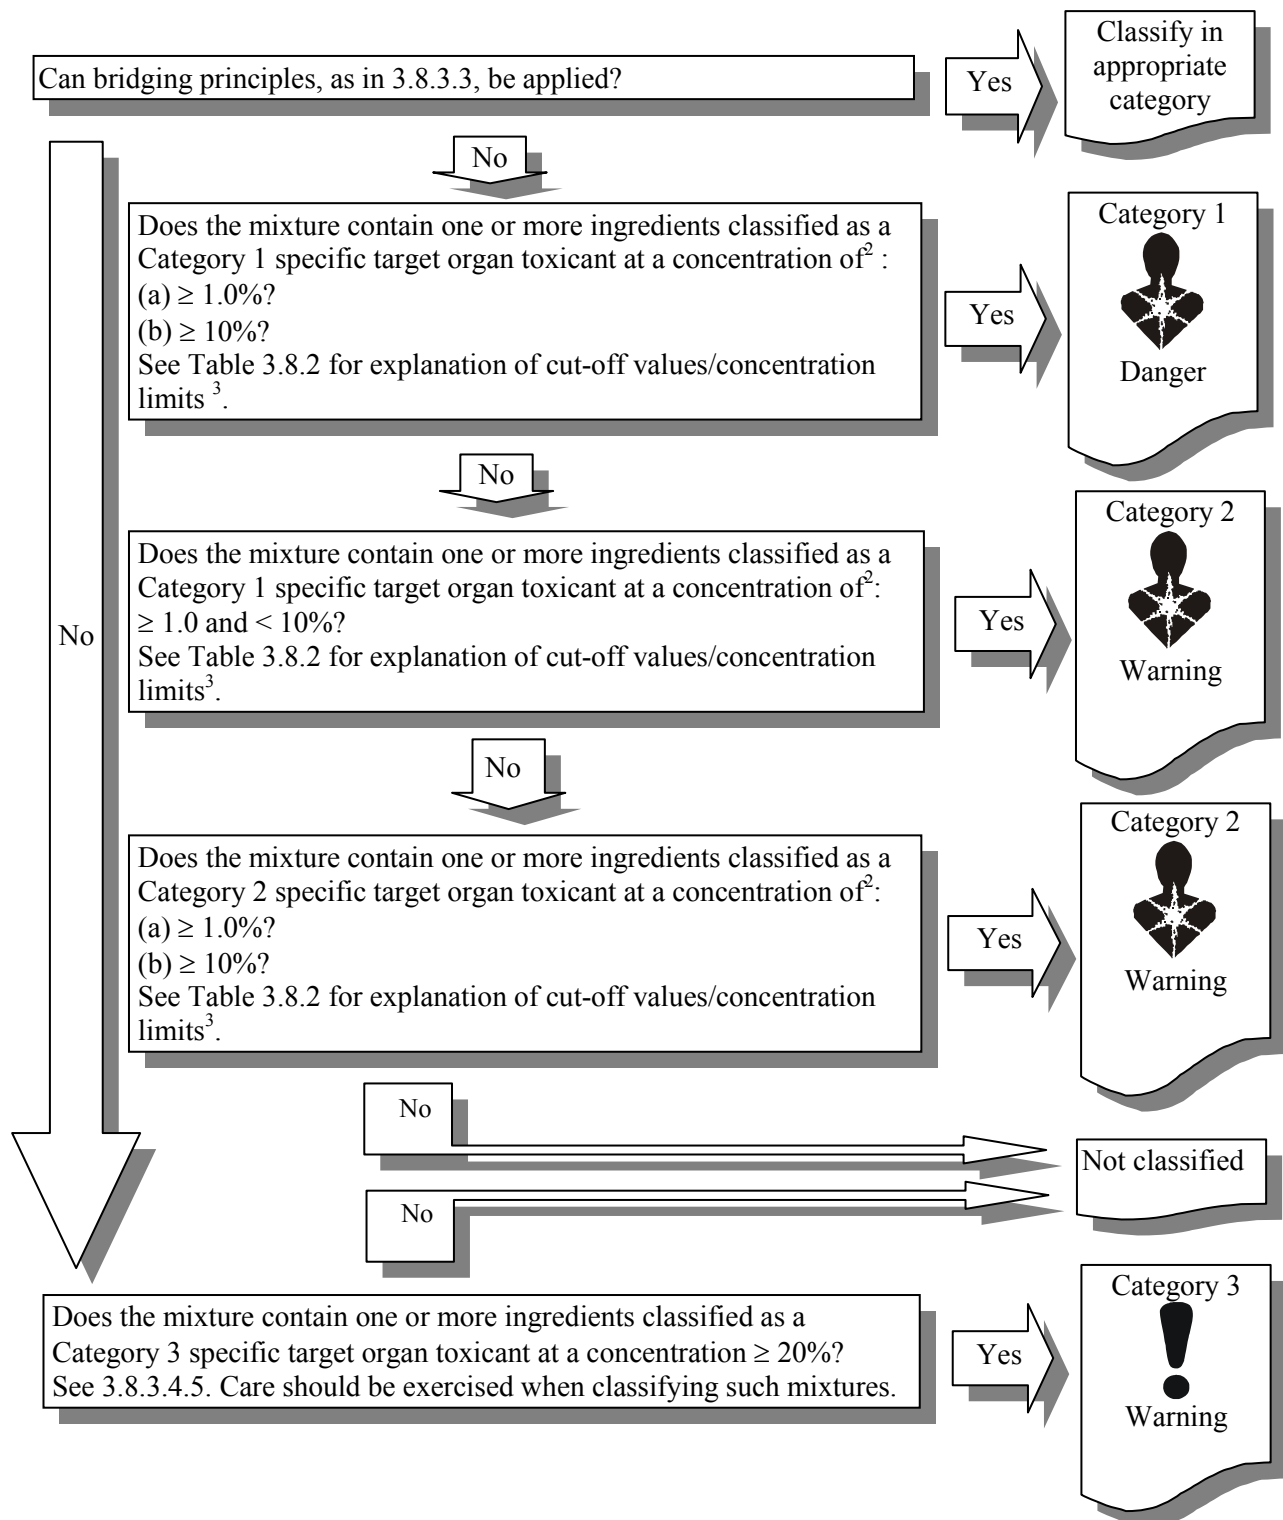 Can bridging principles, as in 3.8.3.3, be applied?
Yes
Classify in
appropriate
category
No
Does the mixture contain one or more ingredients classified as a
Category 1 specific target organ toxicant at a concentration of² :
(a) ≥ 1.0%?
(b) ≥ 10%?
See Table 3.8.2 for explanation of cut-off values/concentration
limits ³.
Yes
Category 1
Danger
No
Does the mixture contain one or more ingredients classified as a
Category 1 specific target organ toxicant at a concentration of²:
≥ 1.0 and < 10%?
See Table 3.8.2 for explanation of cut-off values/concentration
limits³.
Yes
Category 2
Warning
No
No
Does the mixture contain one or more ingredients classified as a
Category 2 specific target organ toxicant at a concentration of²:
(a) ≥ 1.0%?
(b) ≥ 10%?
See Table 3.8.2 for explanation of cut-off values/concentration
limits³.
Yes
Category 2
Warning
No
Not classified
No
Does the mixture contain one or more ingredients classified as a
Category 3 specific target organ toxicant at a concentration ≥ 20%?
See 3.8.3.4.5. Care should be exercised when classifying such mixtures.
Yes
Category 3
Warning